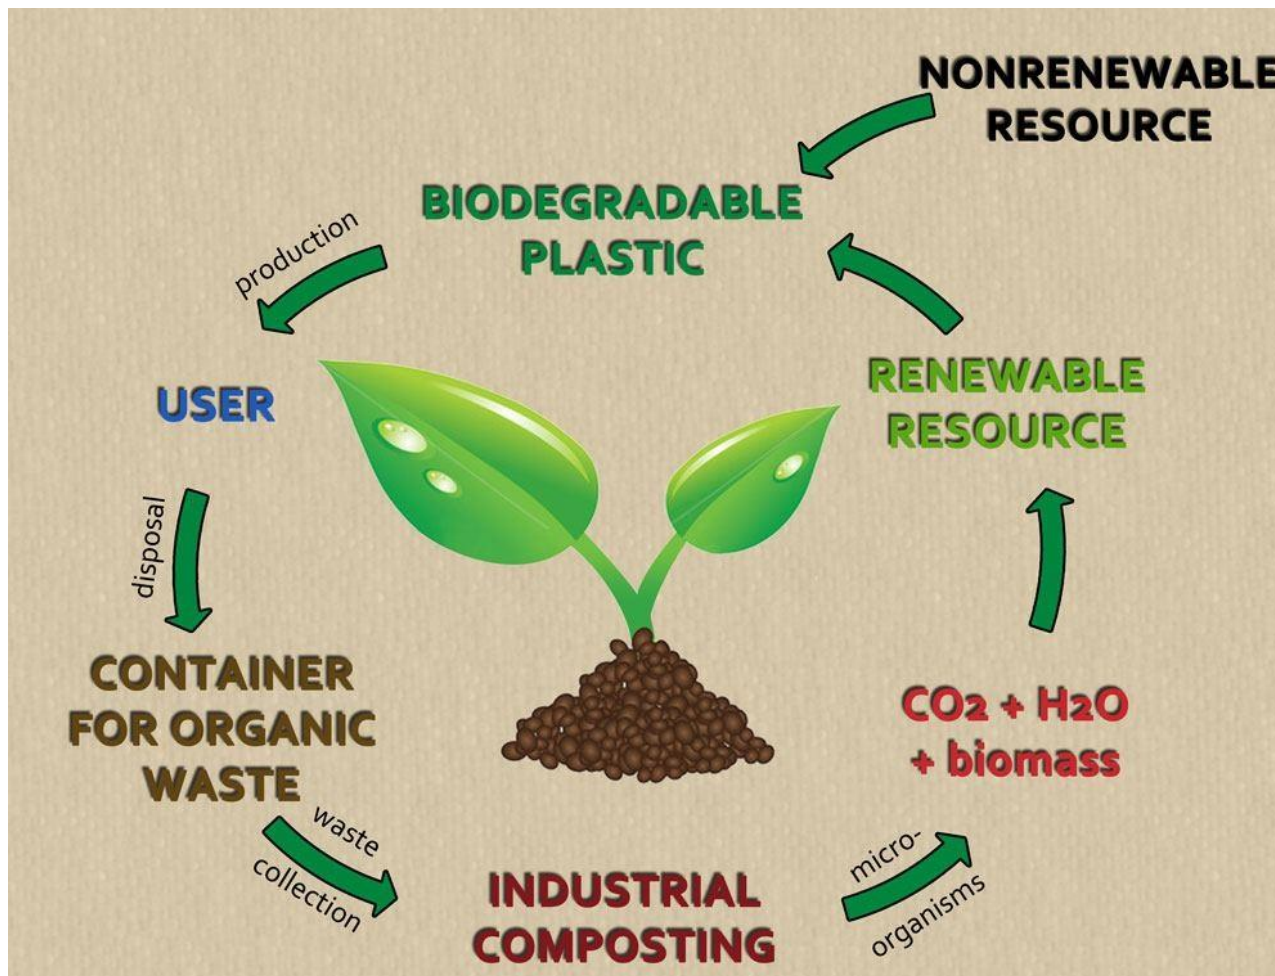 NONRENEWABLE
RESOURCE
BIODEGRADABLE
PLASTIC
production
USER
RENEWABLE
RESOURCE
disposal
CONTAINER
FOR ORGANIC
WASTE
CO2 + H2O
+ biomass
waste
collection
INDUSTRIAL
COMPOSTING
micro-
organisms